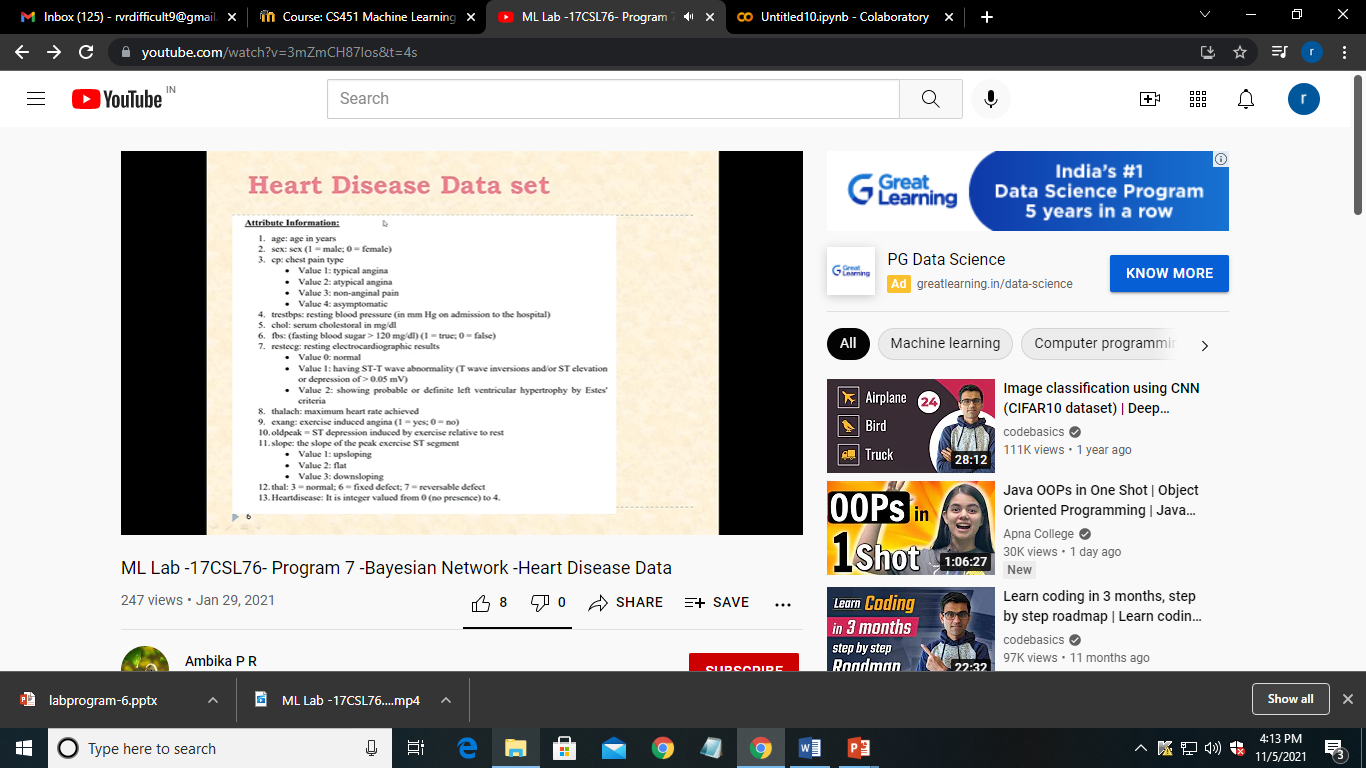 Inbox (125) - rvrdifficult9@gmail.
Course: CS451 Machine Learning
ML Lab -17CSL76- Program 7
Untitled10.ipynb - Colaboratory
youtube.com/watch?v=3mZmCH87Ios&t=4s
r
YouTube IN
Search
r
Heart Disease Data set
Attribute Information:
1. age: age in years
2. sex: sex (1 = male; 0 = female)
3. cp: chest pain type
• Value 1: typical angina
• Value 2: atypical angina
• Value 3: non-anginal pain
• Value 4: asymptomatic
4. trestbps: resting blood pressure (in mm Hg on admission to the hospital)
5. chol: serum cholestoral in mg/dl
6. fbs: (fasting blood sugar > 120 mg/dl) (1 = true; 0 = false)
7. restecg: resting electrocardiographic results
• Value 0: normal
• Value 1: having ST-T wave abnormality (T wave inversions and/or ST elevation
or depression of > 0.05 mV)
• Value 2: showing probable or definite left ventricular hypertrophy by Estes'
criteria
8. thalach: maximum heart rate achieved
9. exang: exercise induced angina (1 = yes; 0 = no)
10. oldpeak = ST depression induced by exercise relative to rest
11. slope: the slope of the peak exercise ST segment
• Value 1: upsloping
• Value 2: flat
• Value 3: downsloping
12. thal: 3 = normal; 6 = fixed defect; 7 = reversable defect
13. Heartdisease: It is integer valued from 0 (no presence) to 4.
6
ML Lab -17CSL76- Program 7 -Bayesian Network -Heart Disease Data
247 views • Jan 29, 2021
8
0
SHARE
SAVE
Ambika P R
SUBSCRIBE
Great
Learning
India's #1
Data Science Program
5 years in a row
Great
Learning
PG Data Science
Ad greatlearning.in/data-science
KNOW MORE
All
Machine learning
Computer programmin
Airplane
Bird
Truck
24
28:12
Image classification using CNN
(CIFAR10 dataset) | Deep...
codebasics
111K views • 1 year ago
OOPs in
1 Shot
1:06:27
Java OOPs in One Shot | Object
Oriented Programming | Java...
Apna College
30K views • 1 day ago
New
Learn Coding
in 3 months
step by step
Roadmap
22:32
Learn coding in 3 months, step
by step roadmap | Learn codin...
codebasics
97K views • 11 months ago
labprogram-6.pptx
ML Lab -17CSL76....mp4
Show all
Type here to search
4:13 PM
11/5/2021
3